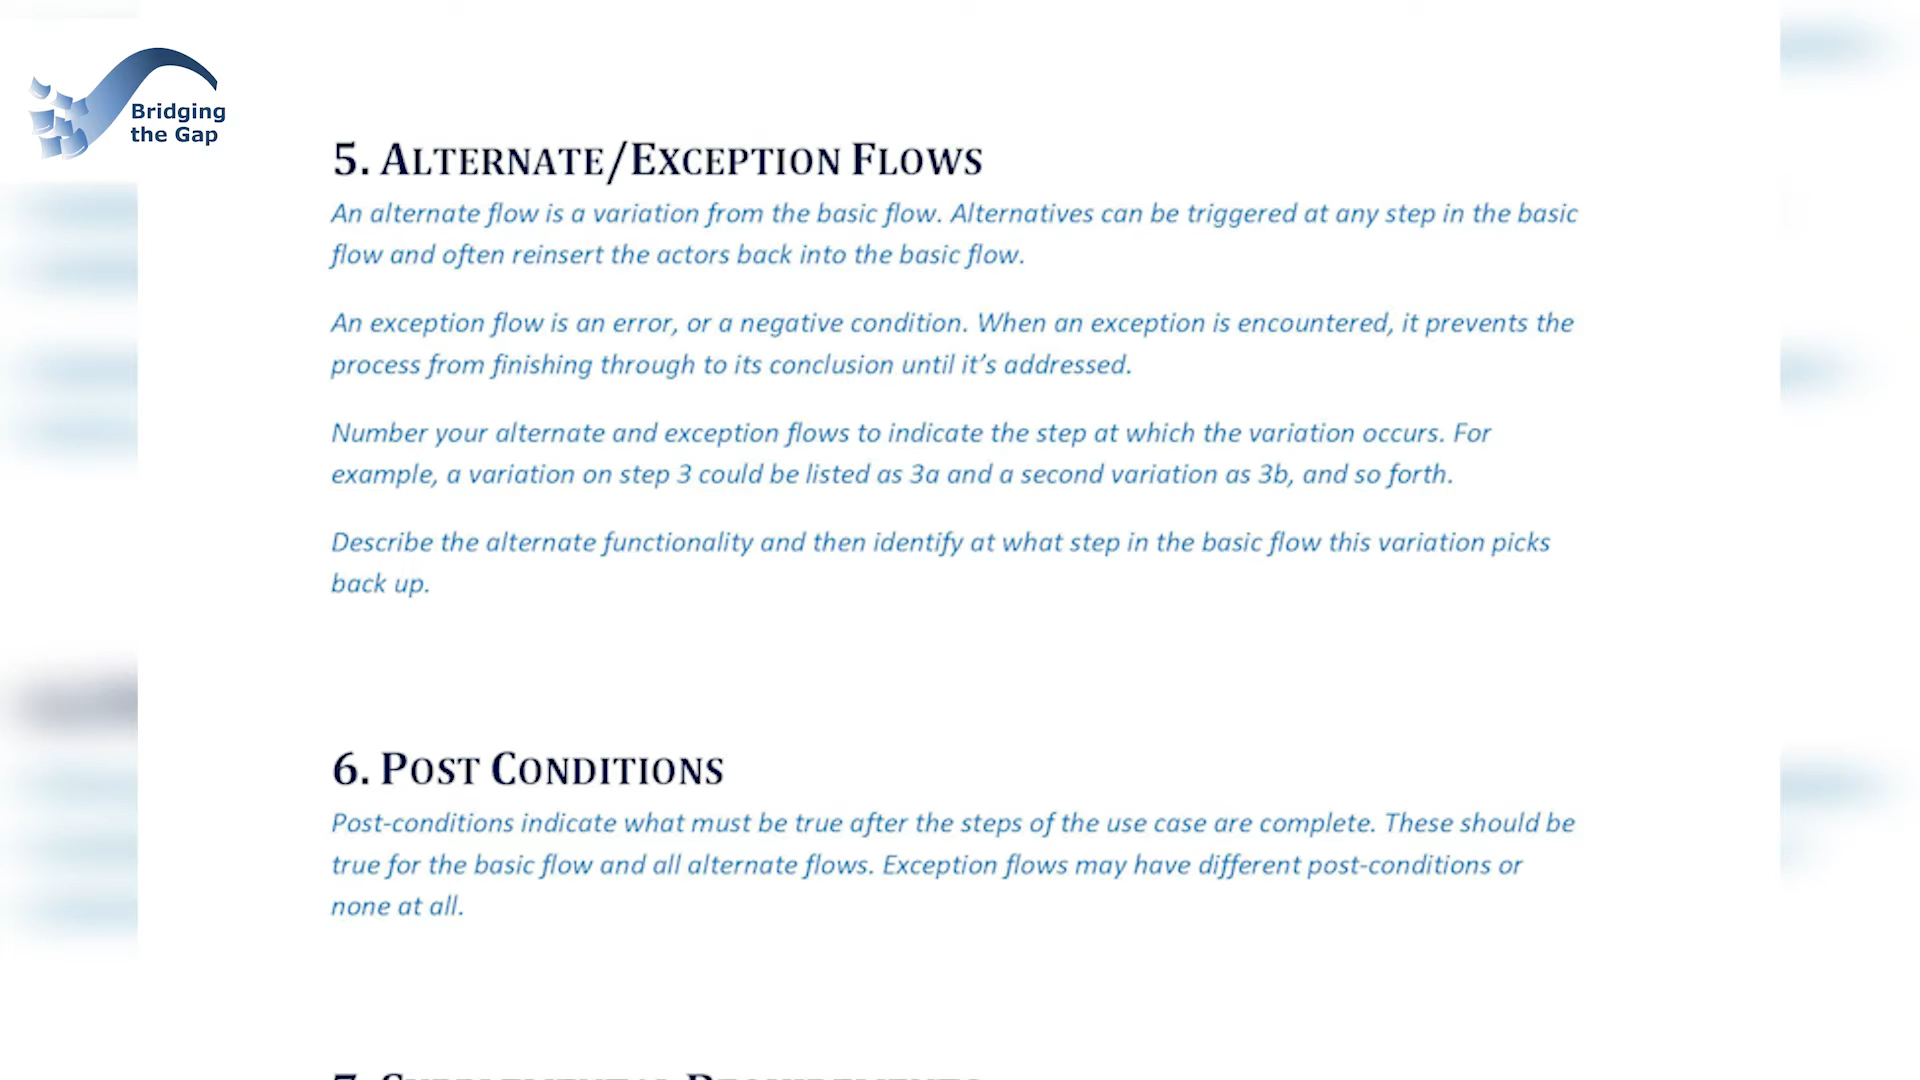 Bridging
the Gap
5. ALTERNATE/EXCEPTION FLOWS
An alternate flow is a variation from the basic flow. Alternatives can be triggered at any step in the basic
flow and often reinsert the actors back into the basic flow.
An exception flow is an error, or a negative condition. When an exception is encountered, it prevents the
process from finishing through to its conclusion until it’s addressed.
Number your alternate and exception flows to indicate the step at which the variation occurs. For
example, a variation on step 3 could be listed as 3a and a second variation as 3b, and so forth.
Describe the alternate functionality and then identify at what step in the basic flow this variation picks
back up.
6. POST CONDITIONS
Post-conditions indicate what must be true after the steps of the use case are complete. These should be
true for the basic flow and all alternate flows. Exception flows may have different post-conditions or
none at all.